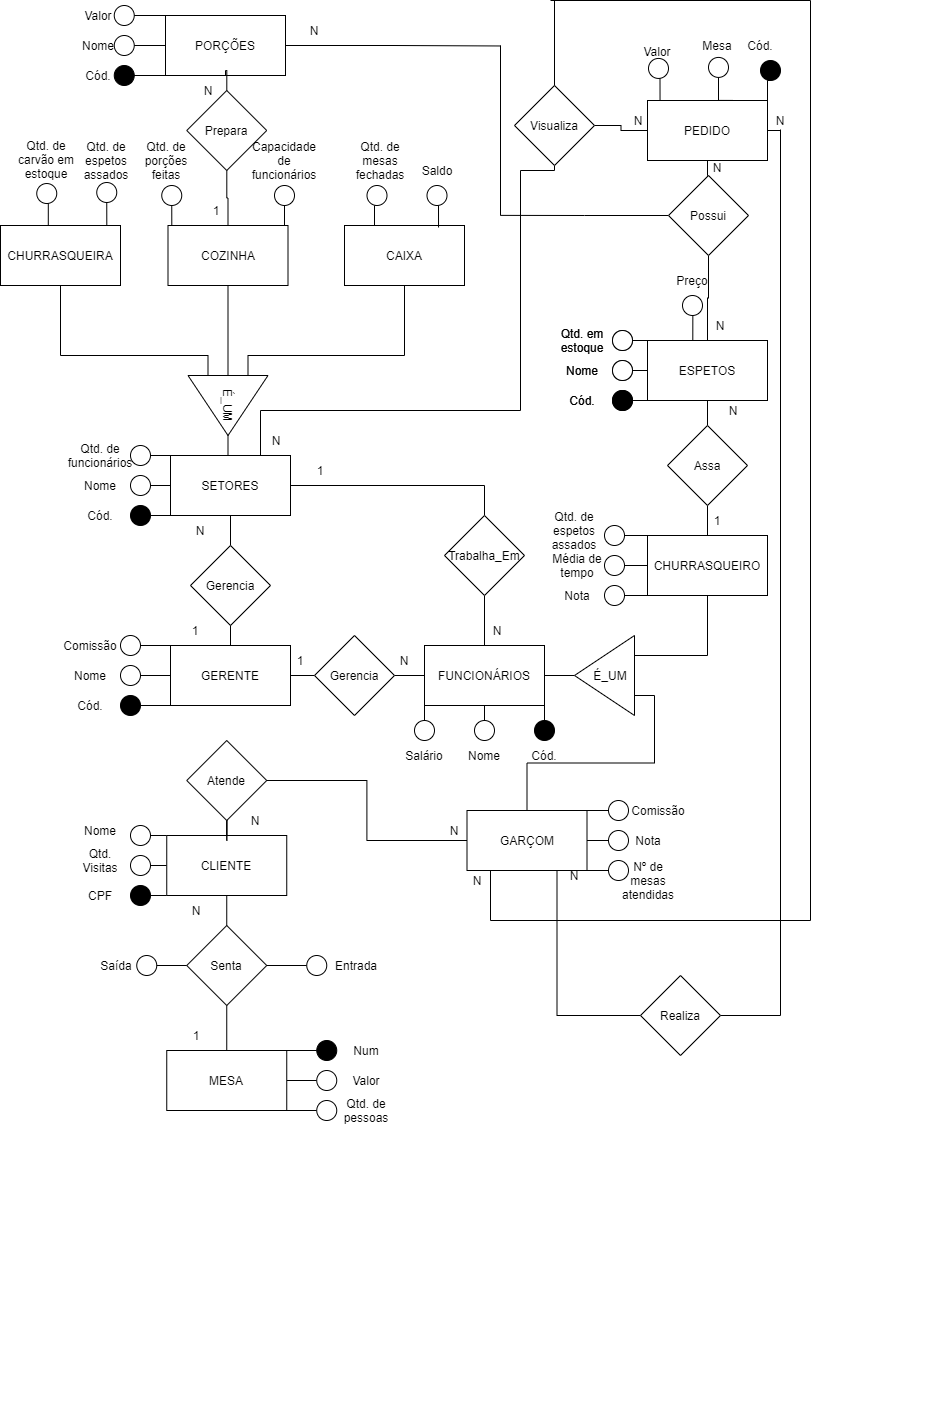 Valor
PORÇÕES
Nome
Cód.
N
N
Prepara
Visualiza
Valor
Mesa
Cód.
N
PEDIDO
N
N
Possui
Qtd. de
carvão em
estoque
Qtd. de
espetos
assados
Qtd. de
porções
feitas
Capacidade
de
funcionários
Qtd. de
mesas
fechadas
Saldo
1
CHURRASQUEIRA
COZINHA
CAIXA
Preço
N
Qtd. em
estoque
Nome
Cód.
ESPETOS
N
É_UM
N
Assa
1
Qtd. de
funcionários
Nome
Cód.
SETORES
1
N
Trabalha_Em
Qtd. de
espetos
assados
Média de
tempo
Nota
CHURRASQUEIRO
Gerencia
1
N
Comissão
Nome
Cód.
GERENTE
1
Gerencia
N
FUNCIONÁRIOS
É_UM
Salário
Nome
Cód.
Atende
N
N
Nome
Qtd.
Visitas
CPF
CLIENTE
GARÇOM
Comissão
Nota
Nº de
mesas
atendidas
N
N
N
Saída
Senta
Entrada
Realiza
1
MESA
Num
Valor
Qtd. de
pessoas